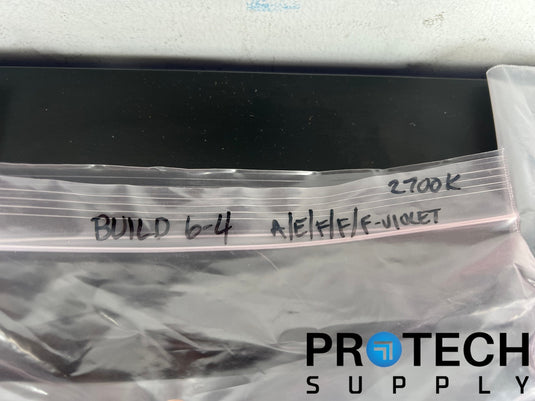 2700K
BUILD 6-4 A/E/F/F/F-VIOLET
PROTECH
SUPPLY